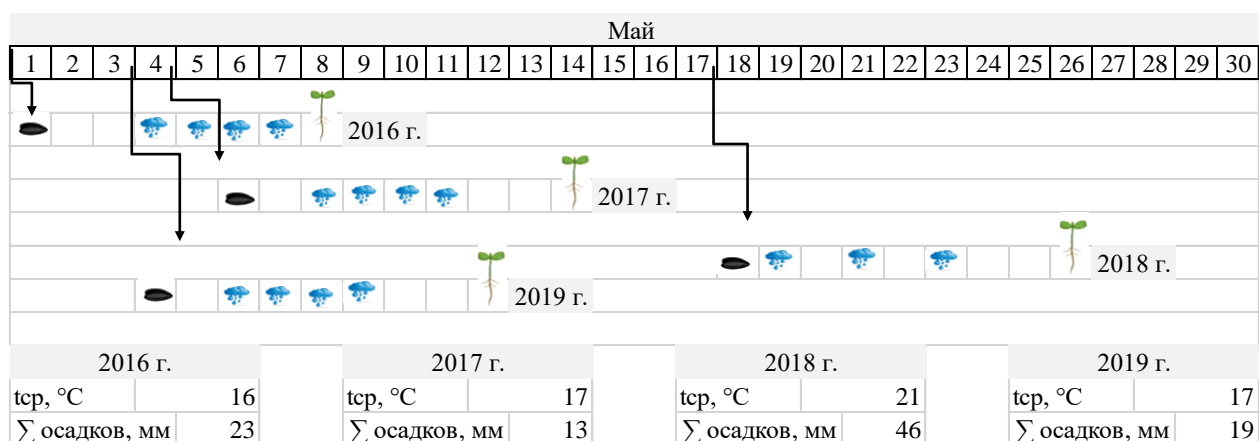 Май
1 2 3 4 5 6 7 8 9 10 11 12 13 14 15 16 17 18 19 20 21 22 23 24 25 26 27 28 29 30
2016 г.
2017 г.
2018 г.
2019 г.
2016 г. 2017 г. 2018 г. 2019 г.
tср, °С 16 tср, °С 17 tср, °С 21 tср, °С 17
∑ осадков, мм 23 ∑ осадков, мм 13 ∑ осадков, мм 46 ∑ осадков, мм 19